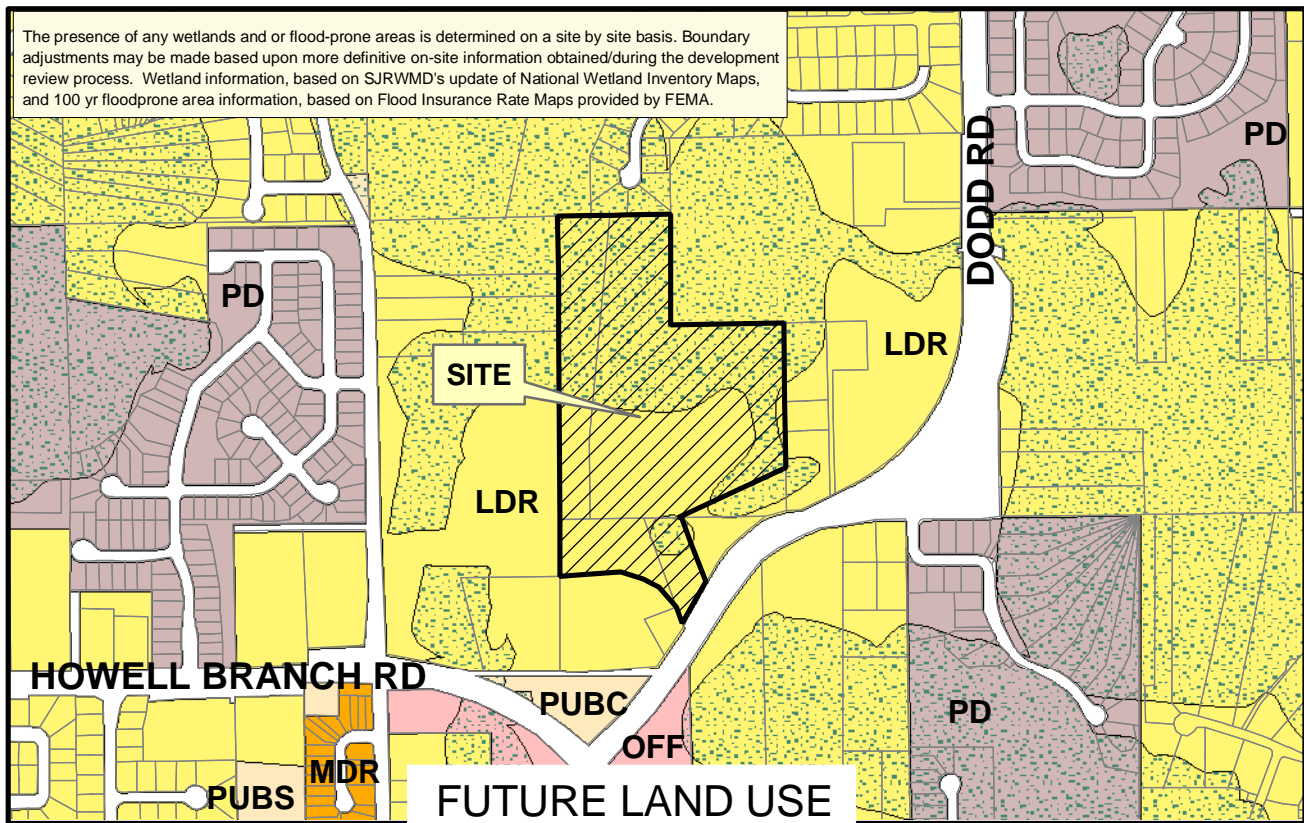 The presence of any wetlands and or flood-prone areas is determined on a site by site basis. Boundary
adjustments may be made based upon more definitive on-site information obtained/during the development
review process.  Wetland information, based on SJRWMD's update of National Wetland Inventory Maps,
and 100 yr floodprone area information, based on Flood Insurance Rate Maps provided by FEMA.
PD
DODD RD
PD
LDR
SITE
LDR
HOWELL BRANCH RD
PUBC
PD
OFF
MDR
PUBS
FUTURE LAND USE